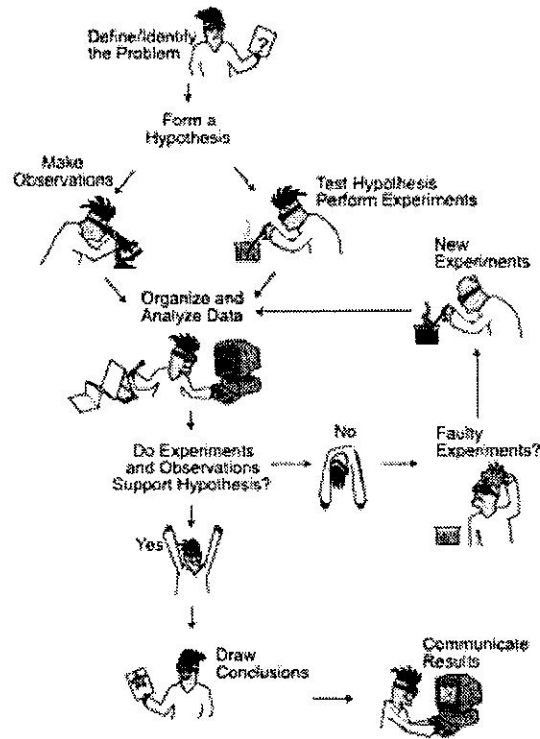 Define/Identify
the Problem
?
Form a
Hypothesis
Make
Observations
Test Hypothesis
Perform Experiments
New
Experiments
Organize and
Analyze Data
Do Experiments
and Observations
Support Hypothesis?
No
Faulty
Experiments?
Yes
Draw
Conclusions
Communicate
Results